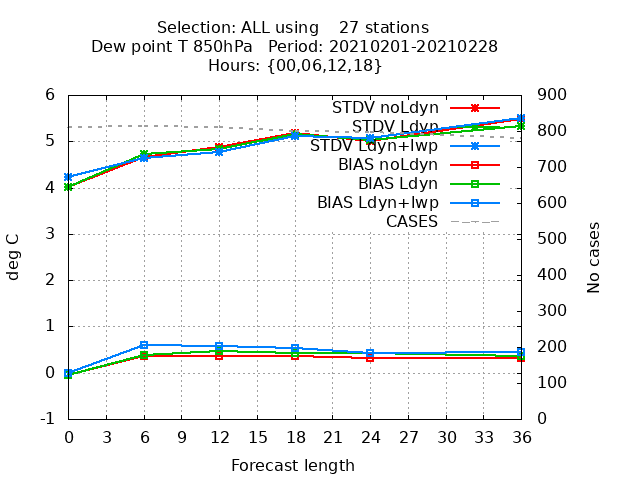 Selection: ALL using 27 stations
Dew point T 850hPa Period: 20210201-20210228
Hours: {00,06,12,18}
6
5
4
3
2
1
0
-1
deg C
900
800
700
600
500
400
300
200
100
0
No cases
STDV noLdyn
STDV Ldyn
STDV Ldyn+lwp
BIAS noLdyn
BIAS Ldyn
BIAS Ldyn+lwp
CASES
0 3 6 9 12 15 18 21 24 27 30 33 36
Forecast length